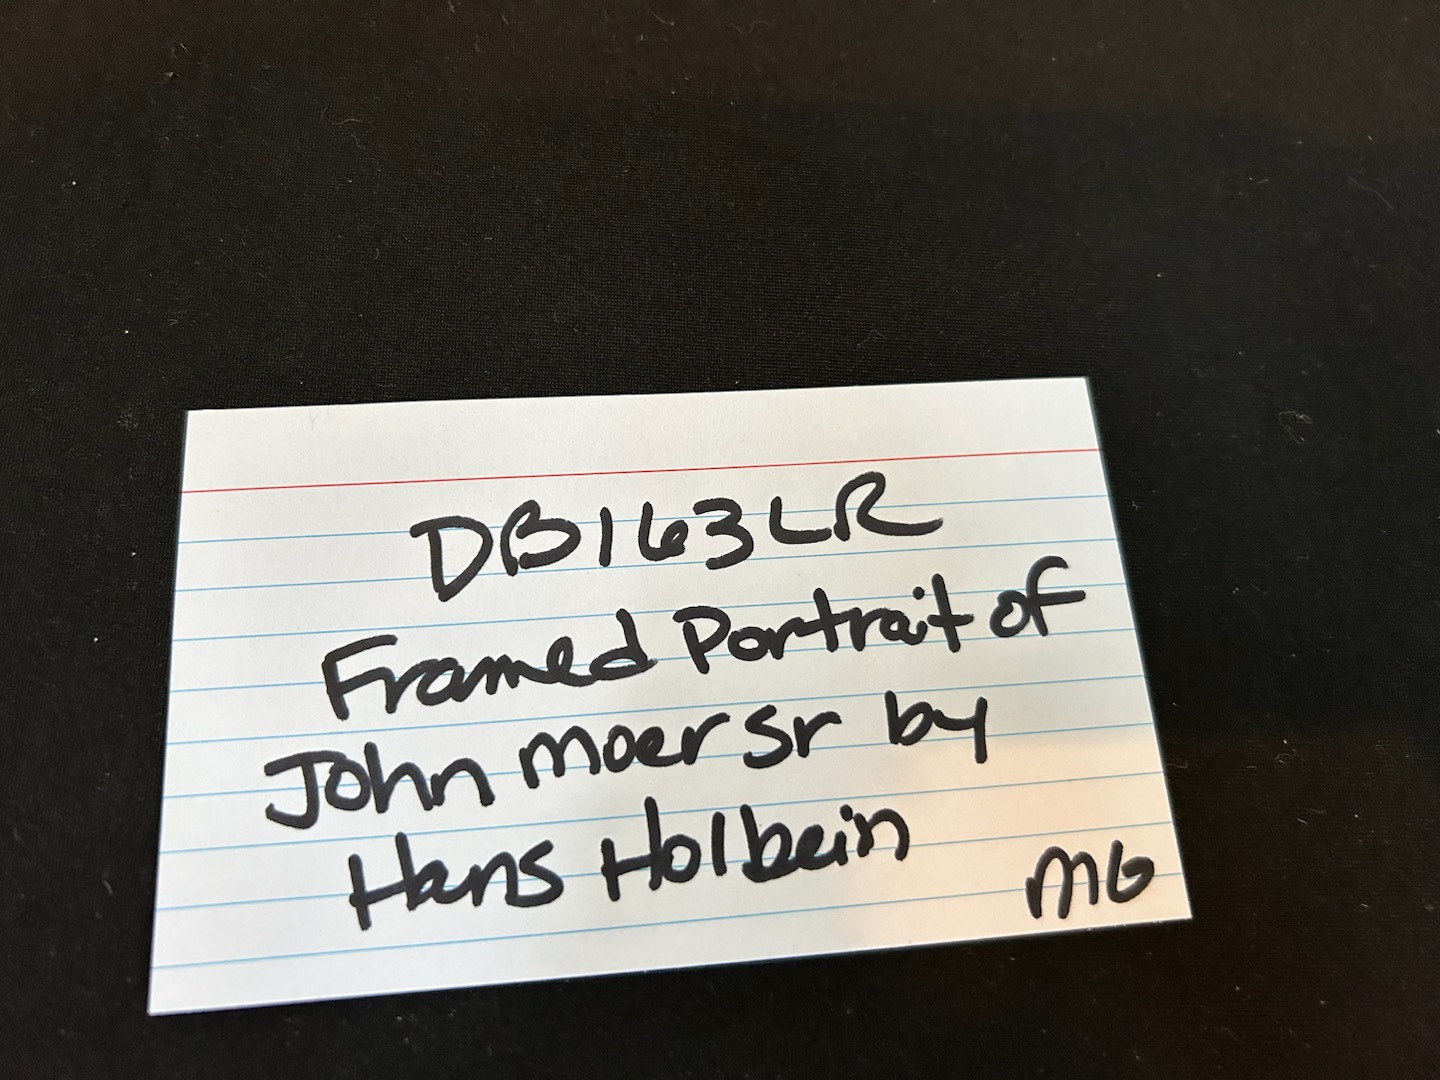 DB163LR
Framed Portrait of
John Moer Sr by
Hans Holbein
MG